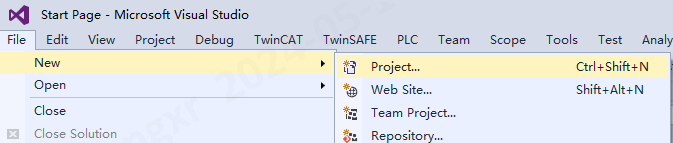 Start Page - Microsoft Visual Studio
File Edit View Project Debug TwinCAT TwinSAFE PLC Team Scope Tools Test Analy
New
Project... Ctrl+Shift+N
Open
Web Site... Shift+Alt+N
Close
Team Project...
Close Solution
Repository...